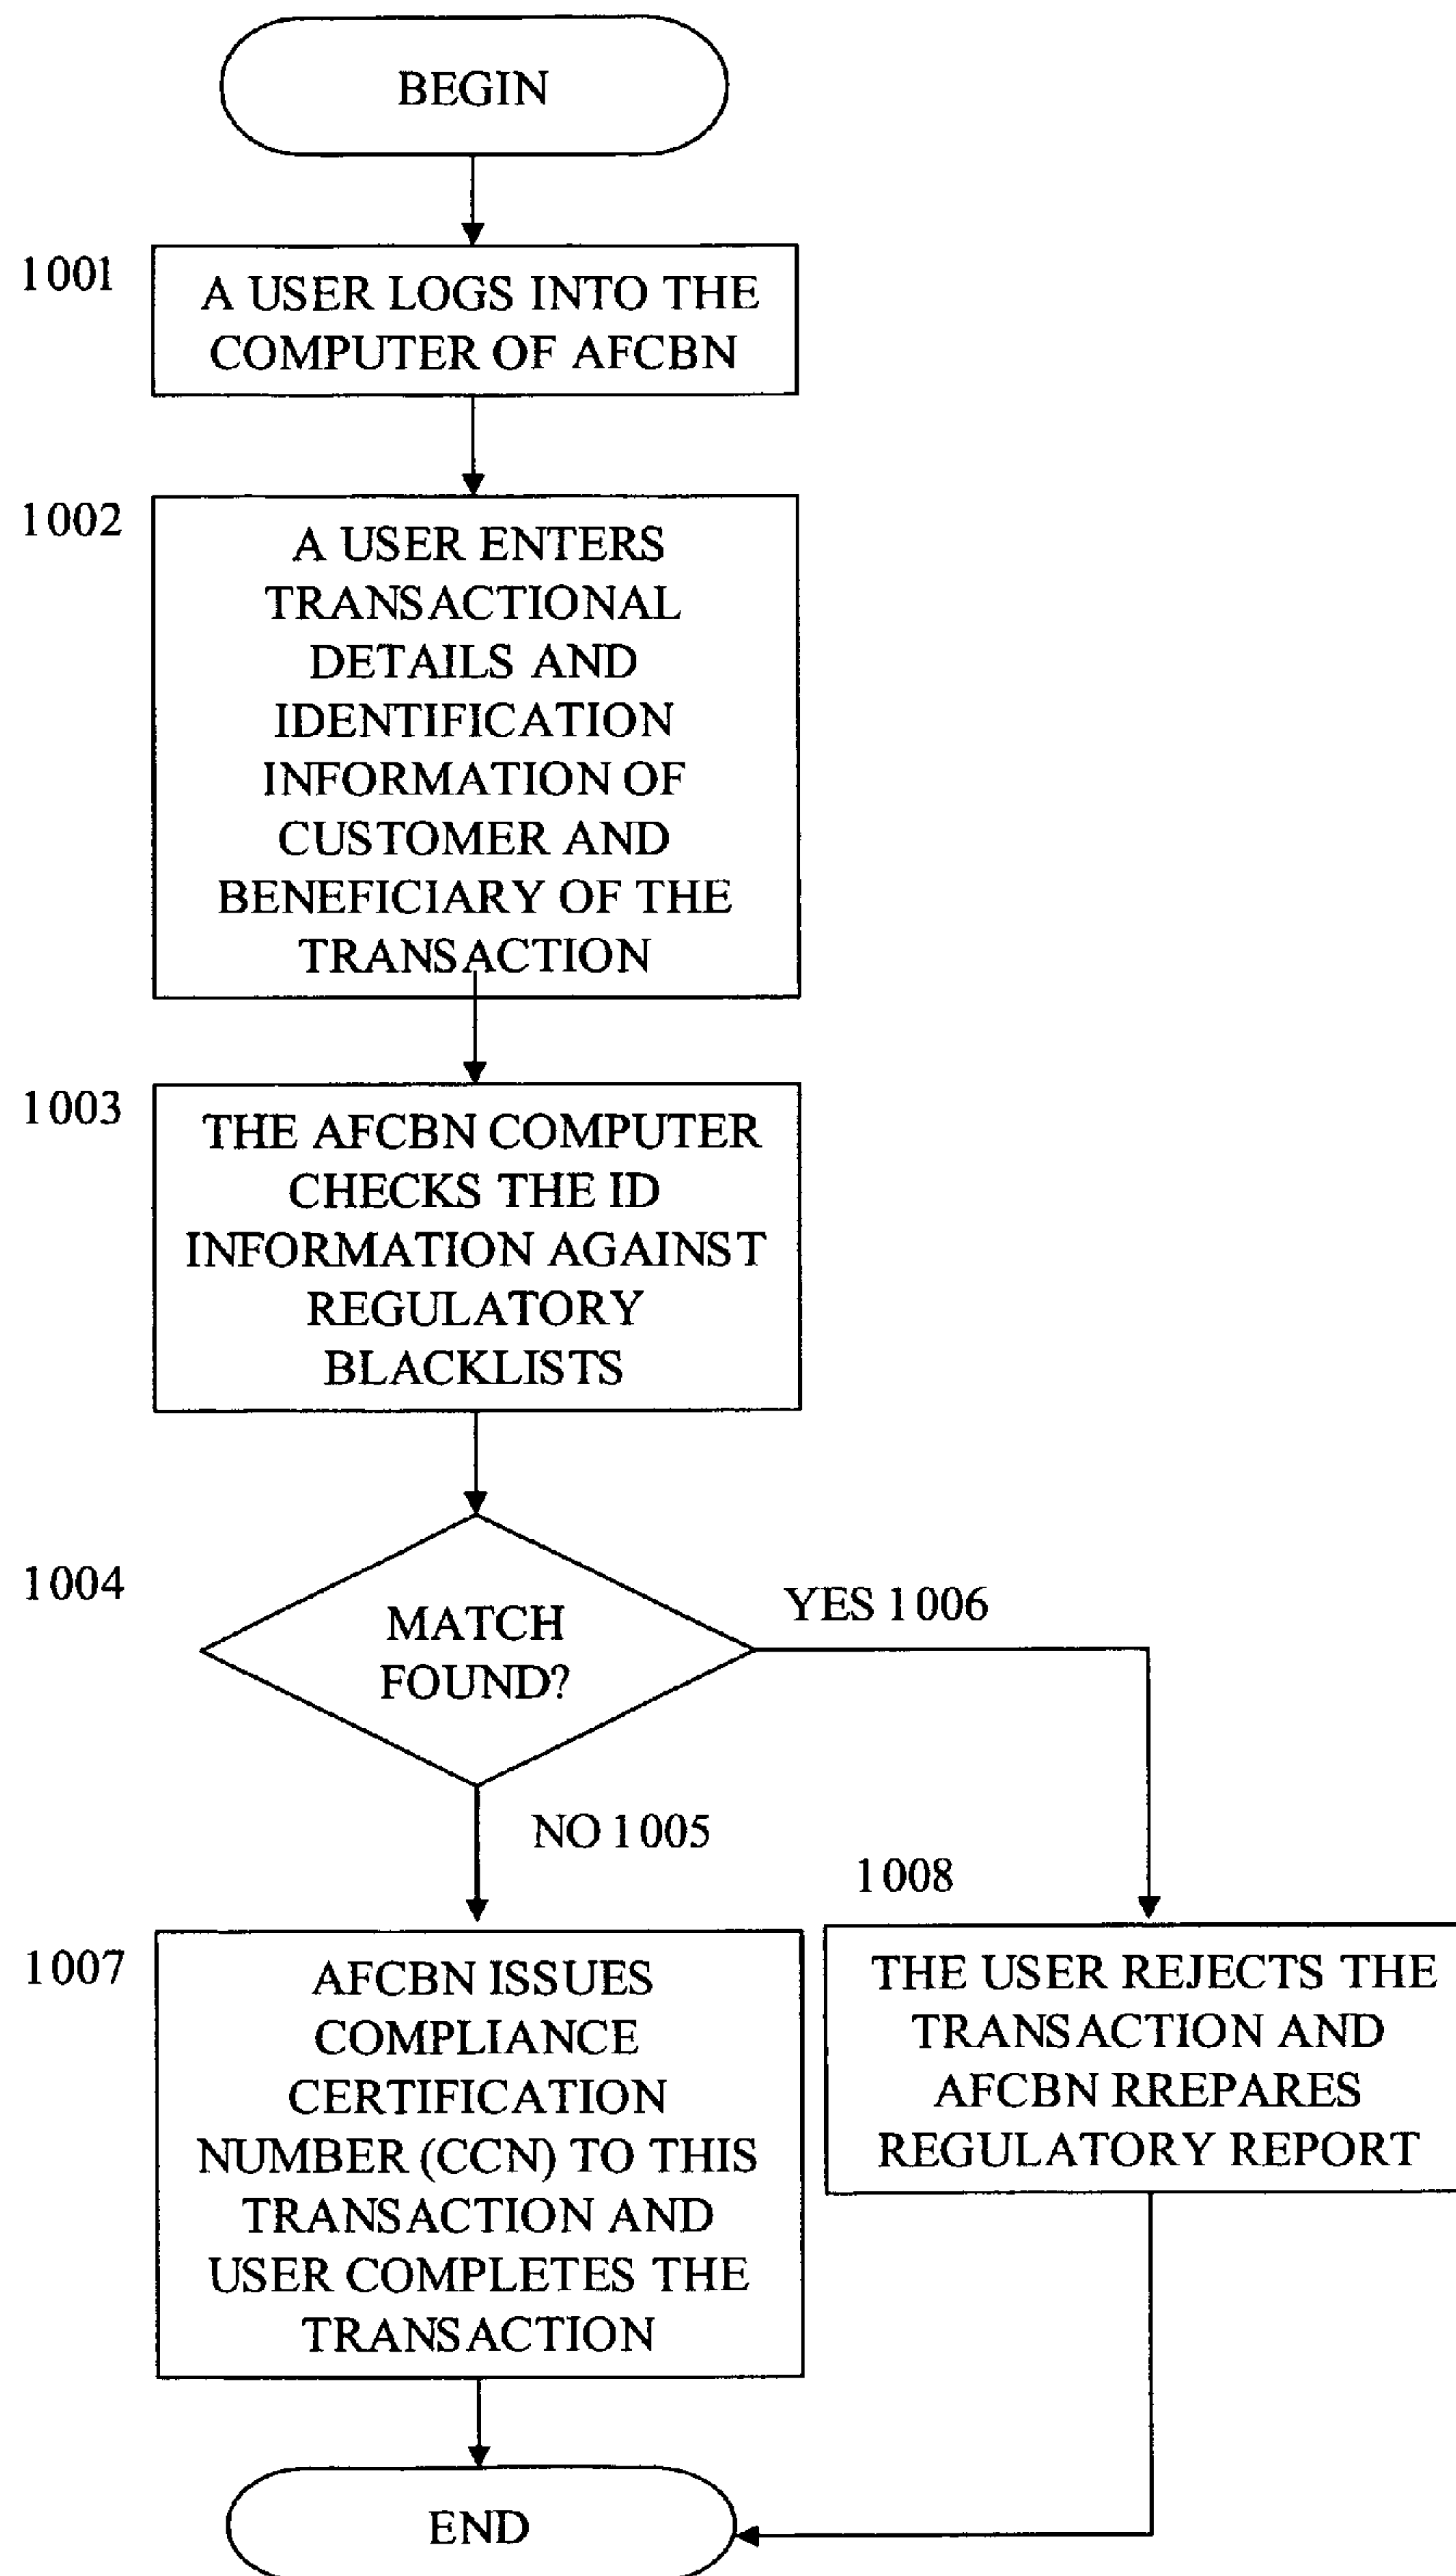 BEGIN
1001
A USER LOGS INTO THE
COMPUTER OF AFCBN
1002
A USER ENTERS
TRANSACTIONAL
DETAILS AND
IDENTIFICATION
INFORMATION OF
CUSTOMER AND
BENEFICIARY OF THE
TRANSACTION
1003
THE AFCBN COMPUTER
CHECKS THE ID
INFORMATION AGAINST
REGULATORY
BLACKLISTS
1004
MATCH
FOUND?
YES 1006
NO 1005
1007
AFCBN ISSUES
COMPLIANCE
CERTIFICATION
NUMBER (CCN) TO THIS
TRANSACTION AND
USER COMPLETES THE
TRANSACTION
1008
THE USER REJECTS THE
TRANSACTION AND
AFCBN RREPARES
REGULATORY REPORT
END